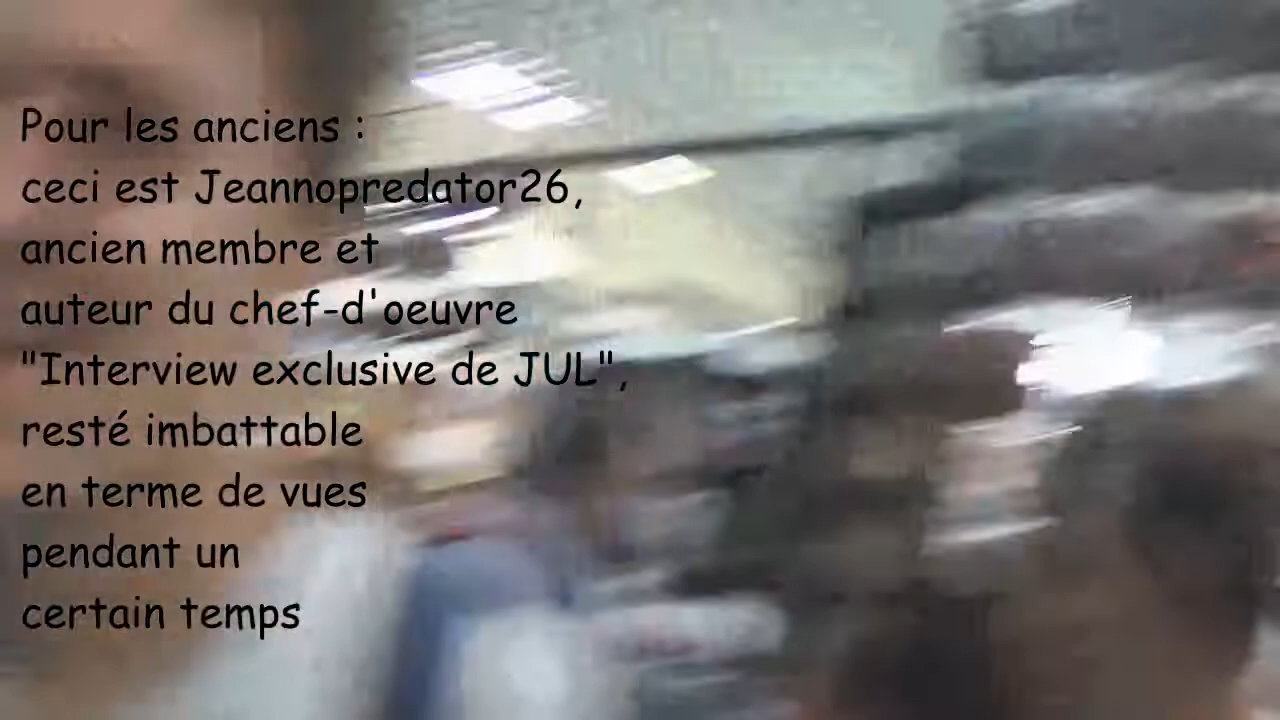 Pour les anciens :
ceci est Jeannopredator26,
ancien membre et
auteur du chef-d'oeuvre
"Interview exclusive de JUL",
resté imbattable
en terme de vues
pendant un
certain temps